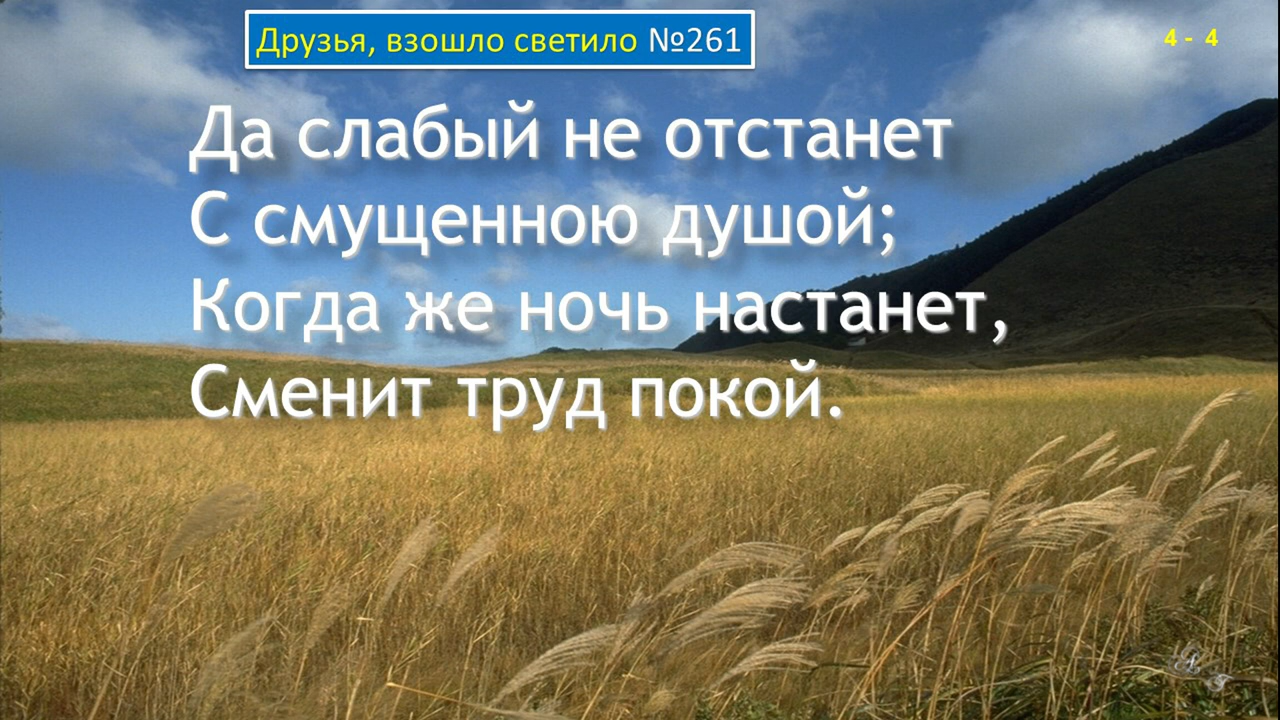 Друзья, взошло светило №261
4 - 4
Да слабый не отстанет
С смущенною душой;
Когда же ночь настанет,
Сменит труд покой.